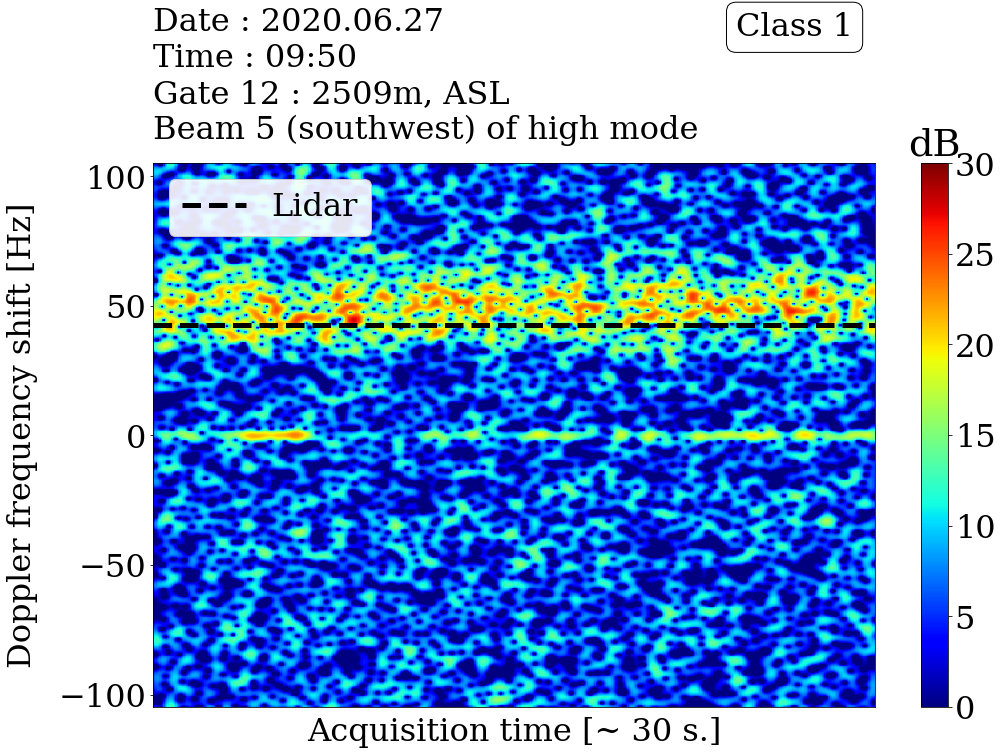 Date : 2020.06.27
Time : 09:50
Gate 12 : 2509m, ASL
Beam 5 (southwest) of high mode
Class 1
dB
Lidar
Doppler frequency shift [Hz]
100
50
0
−50
−100
30
25
20
15
10
5
0
Acquisition time [~ 30 s.]